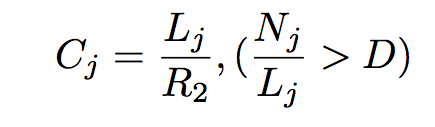 C_j = \frac{L_j}{R_2}, (\frac{N_j}{L_j} > D)